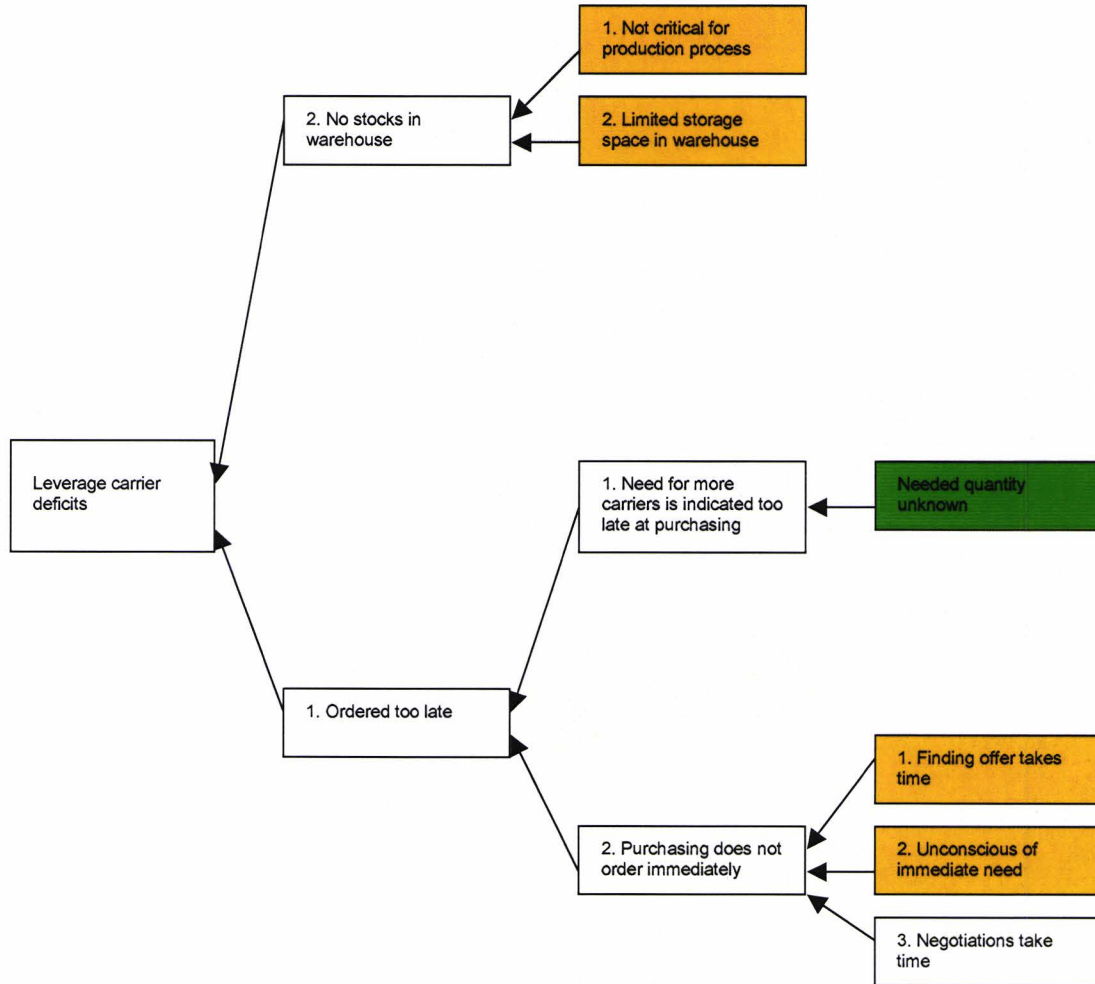 1. Not critical for
production process
2. No stocks in
warehouse
2. Limited storage
space in warehouse
Leverage carrier
deficits
1. Need for more
carriers is indicated too
late at purchasing
Needed quantity
unknown
1. Ordered too late
1. Finding offer takes
time
2. Purchasing does not
order immediately
2. Unconscious of
immediate need
3. Negotiations take
time